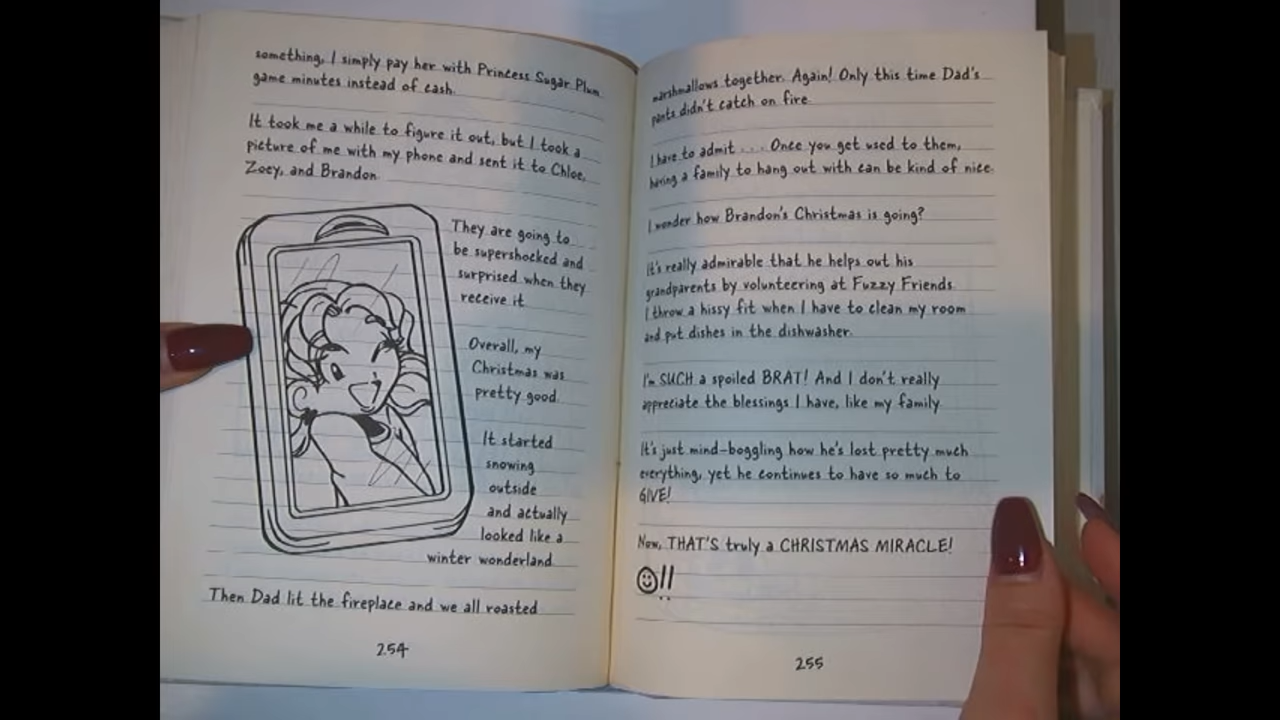 something, I simply pay her with Princess Sugar Plum
game minutes instead of cash.
It took me a while to figure it out, but I took a
picture of me with my phone and sent it to Chloe,
Zoey, and Brandon.
They are going to
be supershocked and
surprised when they
receive it.
Overall, my
Christmas was
pretty good.
It started
snowing
outside
and actually
looked like a
winter wonderland.
Then Dad lit the fireplace and we all roasted
254
marshmallows together. Again! Only this time Dad's
pants didn't catch on fire.
I have to admit . . . Once you get used to them,
having a family to hang out with can be kind of nice.
I wonder how Brandon's Christmas is going?
It's really admirable that he helps out his
grandparents by volunteering at Fuzzy Friends.
I throw a hissy fit when I have to clean my room
and put dishes in the dishwasher.
I'm SUCH a spoiled BRAT! And I don't really
appreciate the blessings I have, like my family.
It's just mind-boggling how he's lost pretty much
everything, yet he continues to have so much to
GIVE!
Now, THAT'S truly a CHRISTMAS MIRACLE!
☺!!
255